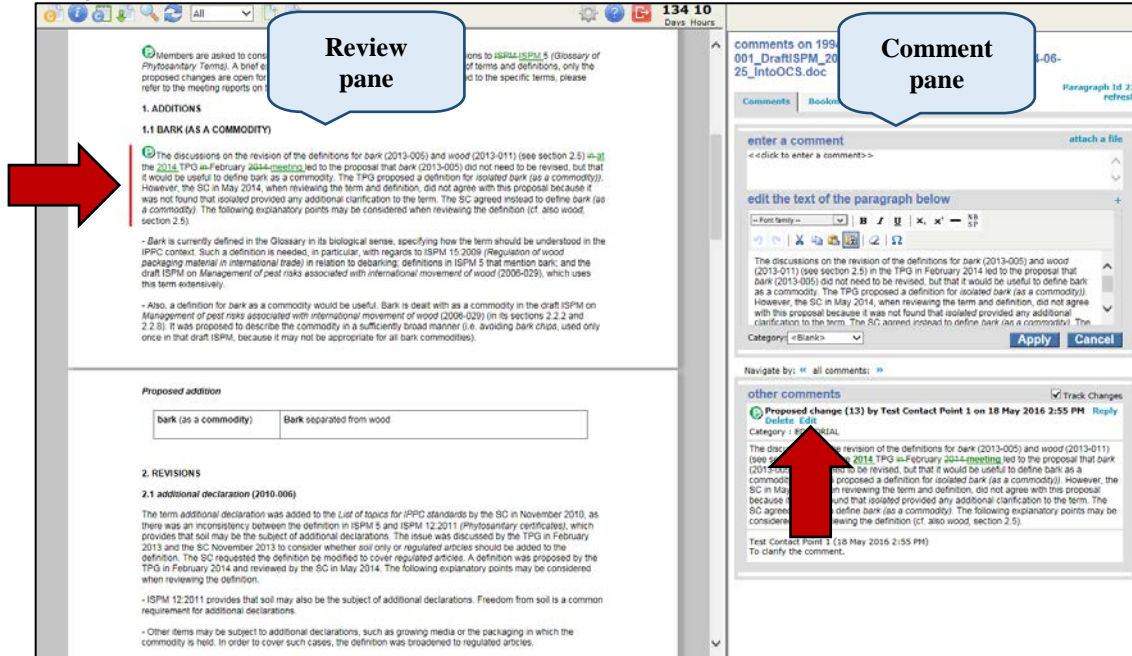 All
134 10
Days Hours
Review
pane
Comment
pane
Members are asked to cons
ions to ISPM ISPM 5 (Glossary of
Phytosanitary Terms). A brief e
of terms and definitions, only the
proposed changes are open for
d to the specific terms, please
refer to the meeting reports on t
1. ADDITIONS
1.1 BARK (AS A COMMODITY)
The discussions on the revision of the definitions for bark (2013-005) and wood (2013-011) (see section 2.5) in at
the 2014 TPG in February 2014 meeting led to the proposal that bark (2013-005) did not need to be revised, but that
it would be useful to define bark as a commodity. The TPG proposed a definition for isolated bark (as a commodity)).
However, the SC in May 2014, when reviewing the term and definition, did not agree with this proposal because it
was not found that isolated provided any additional clarification to the term. The SC agreed instead to define bark (as
a commodity). The following explanatory points may be considered when reviewing the definition (cf. also wood,
section 2.5).
- Bark is currently defined in the Glossary in its biological sense, specifying how the term should be understood in the
IPPC context. Such a definition is needed, in particular, with regards to ISPM 15:2009 (Regulation of wood
packaging material in international trade) in relation to debarking; definitions in ISPM 5 that mention bark; and the
draft ISPM on Management of pest risks associated with international movement of wood (2006-029), which uses
this term extensively.
- Also, a definition for bark as a commodity would be useful. Bark is dealt with as a commodity in the draft ISPM on
Management of pest risks associated with international movement of wood (2006-029) (in its sections 2.2.2 and
2.2.8). It was proposed to describe the commodity in a sufficiently broad manner (i.e. avoiding bark chips, used only
once in that draft ISPM, because it may not be appropriate for all bark commodities).
Proposed addition
bark (as a commodity) Bark separated from wood
2. REVISIONS
2.1 additional declaration (2010-006)
The term additional declaration was added to the List of topics for IPPC standards by the SC in November 2010, as
there was an inconsistency between the definition in ISPM 5 and ISPM 12:2011 (Phytosanitary certificates), which
provides that soil may be the subject of additional declarations. The issue was discussed by the TPG in February
2013 and the SC November 2013 to consider whether soil only or regulated articles should be added to the
definition. The SC requested the definition be modified to cover regulated articles. A definition was proposed by the
TPG in February 2014 and reviewed by the SC in May 2014. The following explanatory points may be considered
when reviewing the definition.
- ISPM 12:2011 provides that soil may also be the subject of additional declarations. Freedom from soil is a common
requirement for additional declarations.
- Other items may be subject to additional declarations, such as growing media or the packaging in which the
commodity is held. In order to cover such cases, the definition was broadened to regulated articles.
comments on 199
001_DraftISPM_20 4-06-
25_IntoOCS.doc
Paragraph Id 2
refres
Comments Bookm
enter a comment attach a file
<<click to enter a comment>>
edit the text of the paragraph below +
-- Font family -- B I U x, x' — NB SP
Ω
The discussions on the revision of the definitions for bark (2013-005) and wood
(2013-011) (see section 2.5) in the TPG in February 2014 led to the proposal that
bark (2013-005) did not need to be revised, but that it would be useful to define bark
as a commodity. The TPG proposed a definition for isolated bark (as a commodity)).
However, the SC in May 2014, when reviewing the term and definition, did not agree
with this proposal because it was not found that isolated provided any additional
clarification to the term. The SC agreed instead to define bark (as a commodity). The
Category: <Blank> Apply Cancel
Navigate by: « all comments: »
other comments Track Changes
Proposed change (13) by Test Contact Point 1 on 18 May 2016 2:55 PM Reply
Delete Edit
Category : EDITORIAL
The disc revision of the definitions for bark (2013-005) and wood (2013-011)
(see se 2014 TPG in February 2014 meeting led to the proposal that bark
(2013-005 to be revised, but that it would be useful to define bark as a
commodit proposed a definition for isolated bark (as a commodity)). However, the
SC in May en reviewing the term and definition, did not agree with this proposal
because it und that isolated provided any additional clarification to the term. The
SC agreed define bark (as a commodity). The following explanatory points may be
considere iewing the definition (cf. also wood, section 2.5).
Test Contact Point 1 (18 May 2016 2:55 PM)
To clarify the comment.